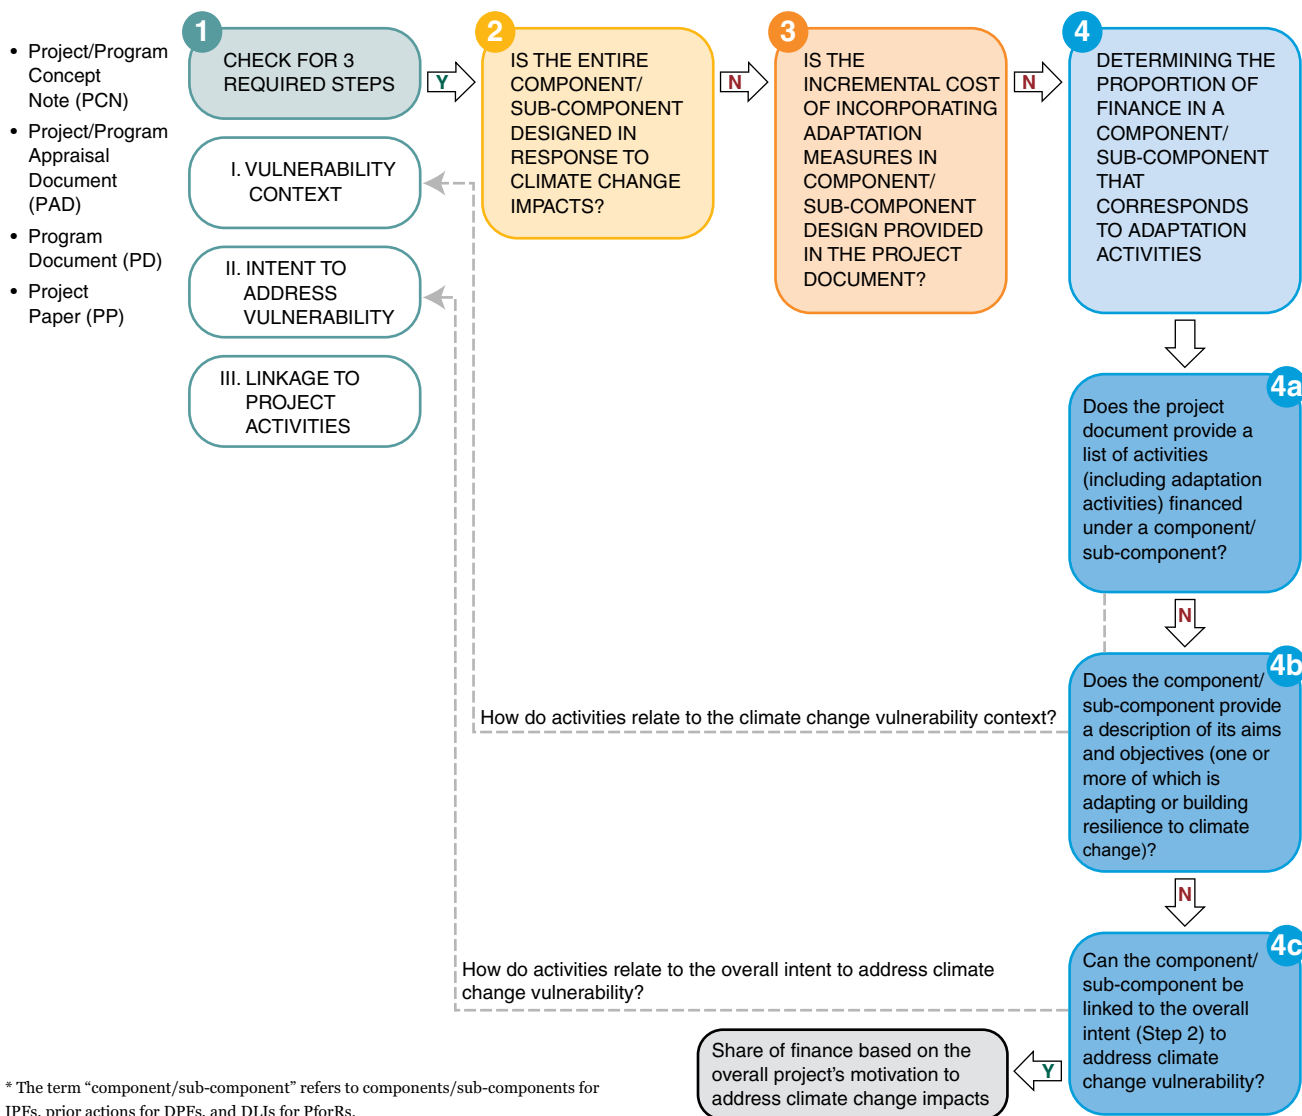 • Project/Program
Concept
Note (PCN)
• Project/Program
Appraisal
Document
(PAD)
• Program
Document (PD)
• Project
Paper (PP)
1
CHECK FOR 3
REQUIRED STEPS
I. VULNERABILITY
CONTEXT
II. INTENT TO
ADDRESS
VULNERABILITY
III. LINKAGE TO
PROJECT
ACTIVITIES
Y
2
IS THE ENTIRE
COMPONENT/
SUB-COMPONENT
DESIGNED IN
RESPONSE TO
CLIMATE CHANGE
IMPACTS?
N
3
IS THE
INCREMENTAL COST
OF INCORPORATING
ADAPTATION
MEASURES IN
COMPONENT/
SUB-COMPONENT
DESIGN PROVIDED
IN THE PROJECT
DOCUMENT?
N
4
DETERMINING THE
PROPORTION OF
FINANCE IN A
COMPONENT/
SUB-COMPONENT
THAT
CORRESPONDS
TO ADAPTATION
ACTIVITIES
4a
Does the project
document provide a
list of activities
(including adaptation
activities) financed
under a component/
sub-component?
N
4b
Does the component/
sub-component provide
a description of its aims
and objectives (one or
more of which is
adapting or building
resilience to climate
change)?
How do activities relate to the climate change vulnerability context?
N
4c
Can the component/
sub-component be
linked to the overall
intent (Step 2) to
address climate
change vulnerability?
How do activities relate to the overall intent to address climate
change vulnerability?
Y
Share of finance based on the
overall project's motivation to
address climate change impacts
* The term “component/sub-component” refers to components/sub-components for
IPFs, prior actions for DPFs, and DLIs for PforRs.